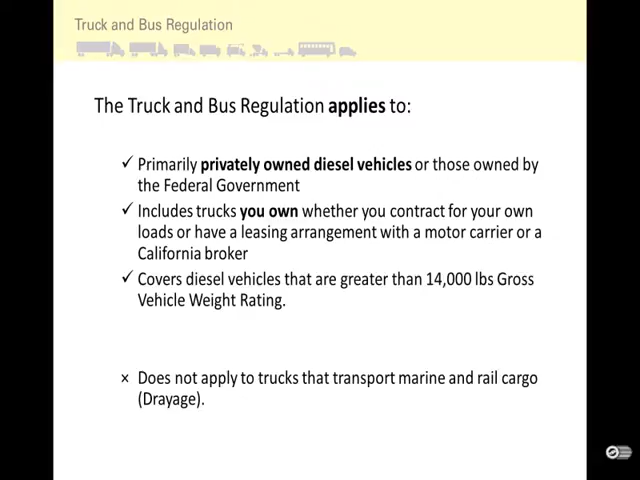 Truck and Bus Regulation
The Truck and Bus Regulation applies to:
✓ Primarily privately owned diesel vehicles or those owned by
the Federal Government
✓ Includes trucks you own whether you contract for your own
loads or have a leasing arrangement with a motor carrier or a
California broker
✓ Covers diesel vehicles that are greater than 14,000 lbs Gross
Vehicle Weight Rating.
× Does not apply to trucks that transport marine and rail cargo
(Drayage).